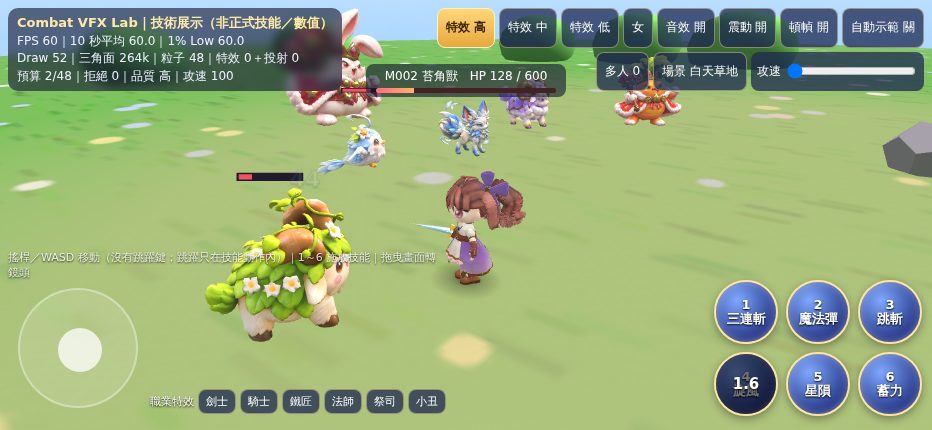 Combat VFX Lab｜技術展示（非正式技能／數值）
FPS 60｜10 秒平均 60.0｜1% Low 60.0
Draw 52｜三角面 264k｜粒子 48｜特效 0＋投射 0
預算 2/48｜拒絕 0｜品質 高｜攻速 100
特效 高
特效 中
特效 低
女
音效 開
震動 開
頓幀 開
自動示範 關
多人 0
場景 白天草地
攻速
M002 苔角獸 HP 128 / 600
搖桿／WASD 移動（沒有跳躍鍵；跳躍只在技能動作內）｜1～6 施放技能｜拖曳畫面轉
鏡頭
1
三連斬
2
魔法彈
3
跳斬
4
1.6
旋風
5
星隕
6
蓄力
職業特效
劍士
騎士
鐵匠
法師
祭司
小丑